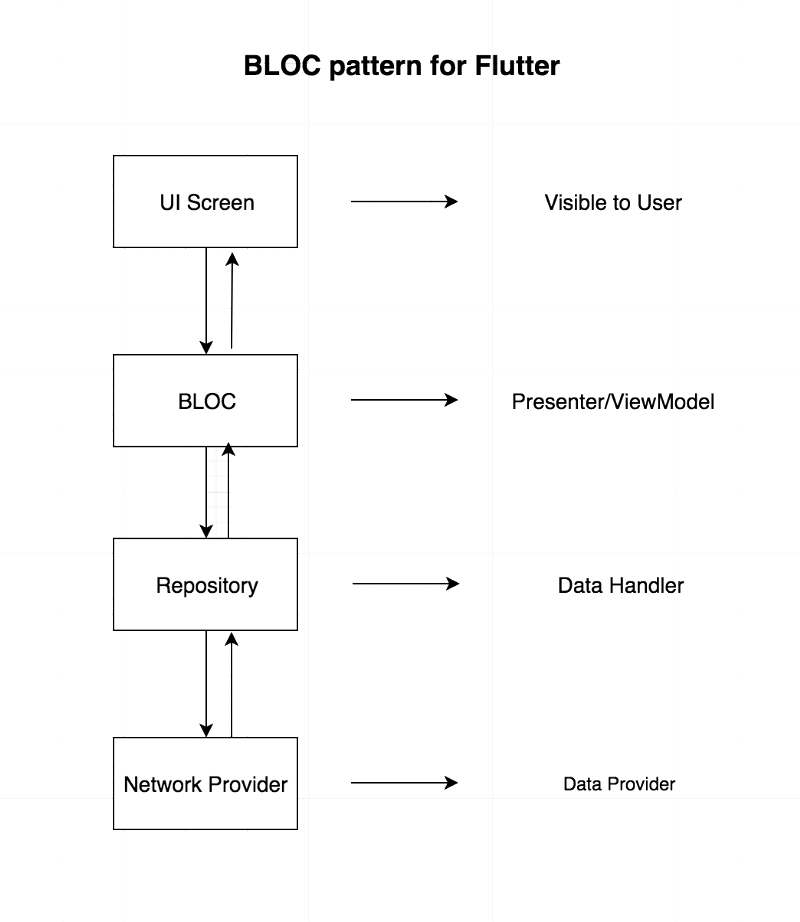 BLOC pattern for Flutter
UI Screen
Visible to User
BLOC
Presenter/ViewModel
Repository
Data Handler
Network Provider
Data Provider